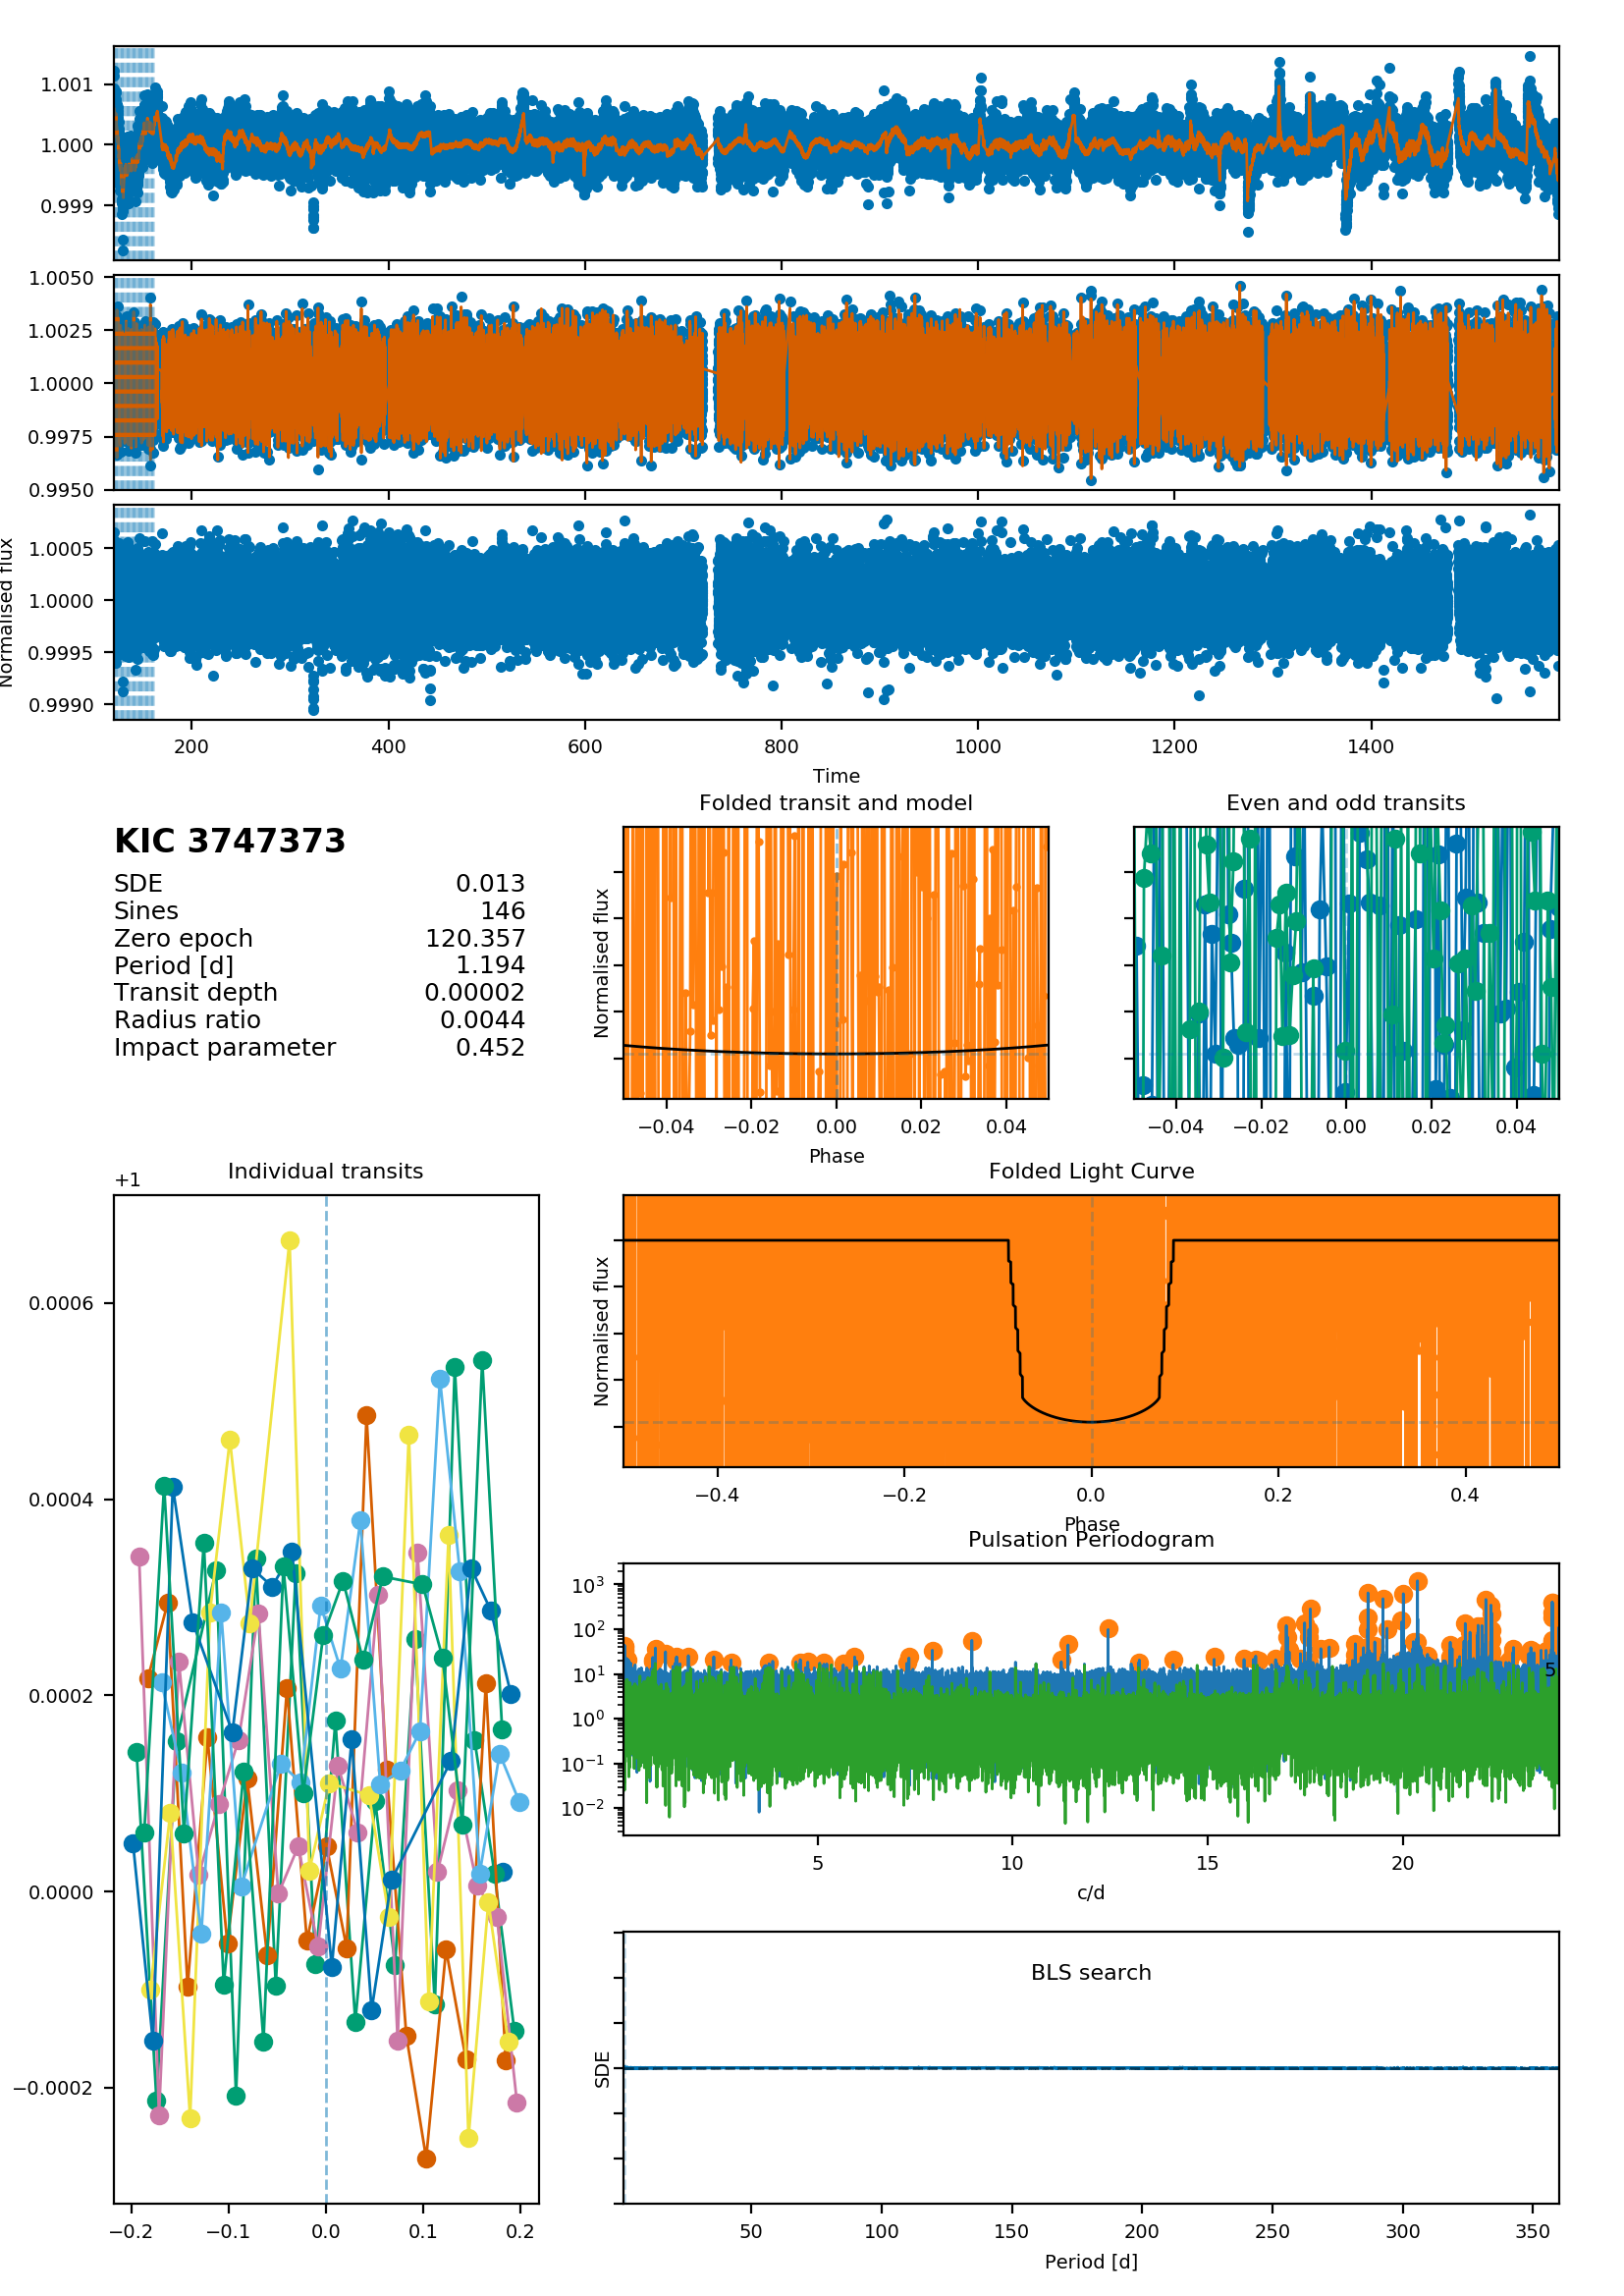 1.001
1.000
0.999
1.0050
1.0025
1.0000
0.9975
0.9950
1.0005
1.0000
0.9995
0.9990
Normalised flux
200 400 600 800 1000 1200 1400
Time
KIC 3747373
SDE 0.013
Sines 146
Zero epoch 120.357
Period [d] 1.194
Transit depth 0.00002
Radius ratio 0.0044
Impact parameter 0.452
Folded transit and model
Normalised flux
−0.04 −0.02 0.00 0.02 0.04
Phase
Even and odd transits
−0.04 −0.02 0.00 0.02 0.04
Individual transits
+1
0.0006
0.0004
0.0002
0.0000
−0.0002
−0.2 −0.1 0.0 0.1 0.2
Folded Light Curve
Normalised flux
−0.4 −0.2 0.0 0.2 0.4
Phase
Pulsation Periodogram
10³
10²
10¹
10⁰
10⁻¹
10⁻²
5
5 10 15 20
c/d
BLS search
SDE
50 100 150 200 250 300 350
Period [d]